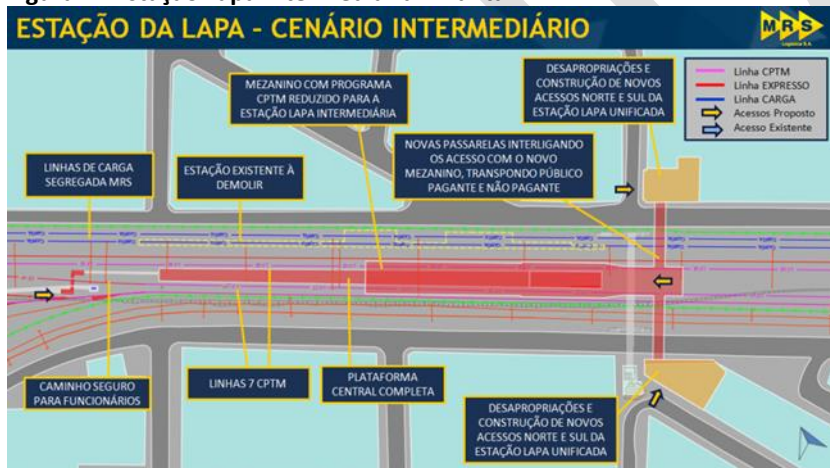 ESTAÇÃO DA LAPA - CENÁRIO INTERMEDIÁRIO
MRS
Logística S.A.
MEZANINO COM PROGRAMA
CPTM REDUZIDO PARA A
ESTAÇÃO LAPA INTERMEDIÁRIA
DESAPROPRIAÇÕES E
CONSTRUÇÃO DE NOVOS
ACESSOS NORTE E SUL DA
ESTAÇÃO LAPA UNIFICADA
Linha CPTM
Linha EXPRESSO
Linha CARGA
Acessos Proposto
Acesso Existente
LINHAS DE CARGA
SEGREGADA MRS
ESTAÇÃO EXISTENTE À
DEMOLIR
NOVAS PASSARELAS INTERLIGANDO
OS ACESSO COM O NOVO
MEZANINO, TRANSPONDO PÚBLICO
PAGANTE E NÃO PAGANTE
CAMINHO SEGURO
PARA FUNCIONÁRIOS
LINHAS 7 CPTM
PLATAFORMA
CENTRAL COMPLETA
DESAPROPRIAÇÕES E
CONSTRUÇÃO DE NOVOS
ACESSOS NORTE E SUL DA
ESTAÇÃO LAPA UNIFICADA